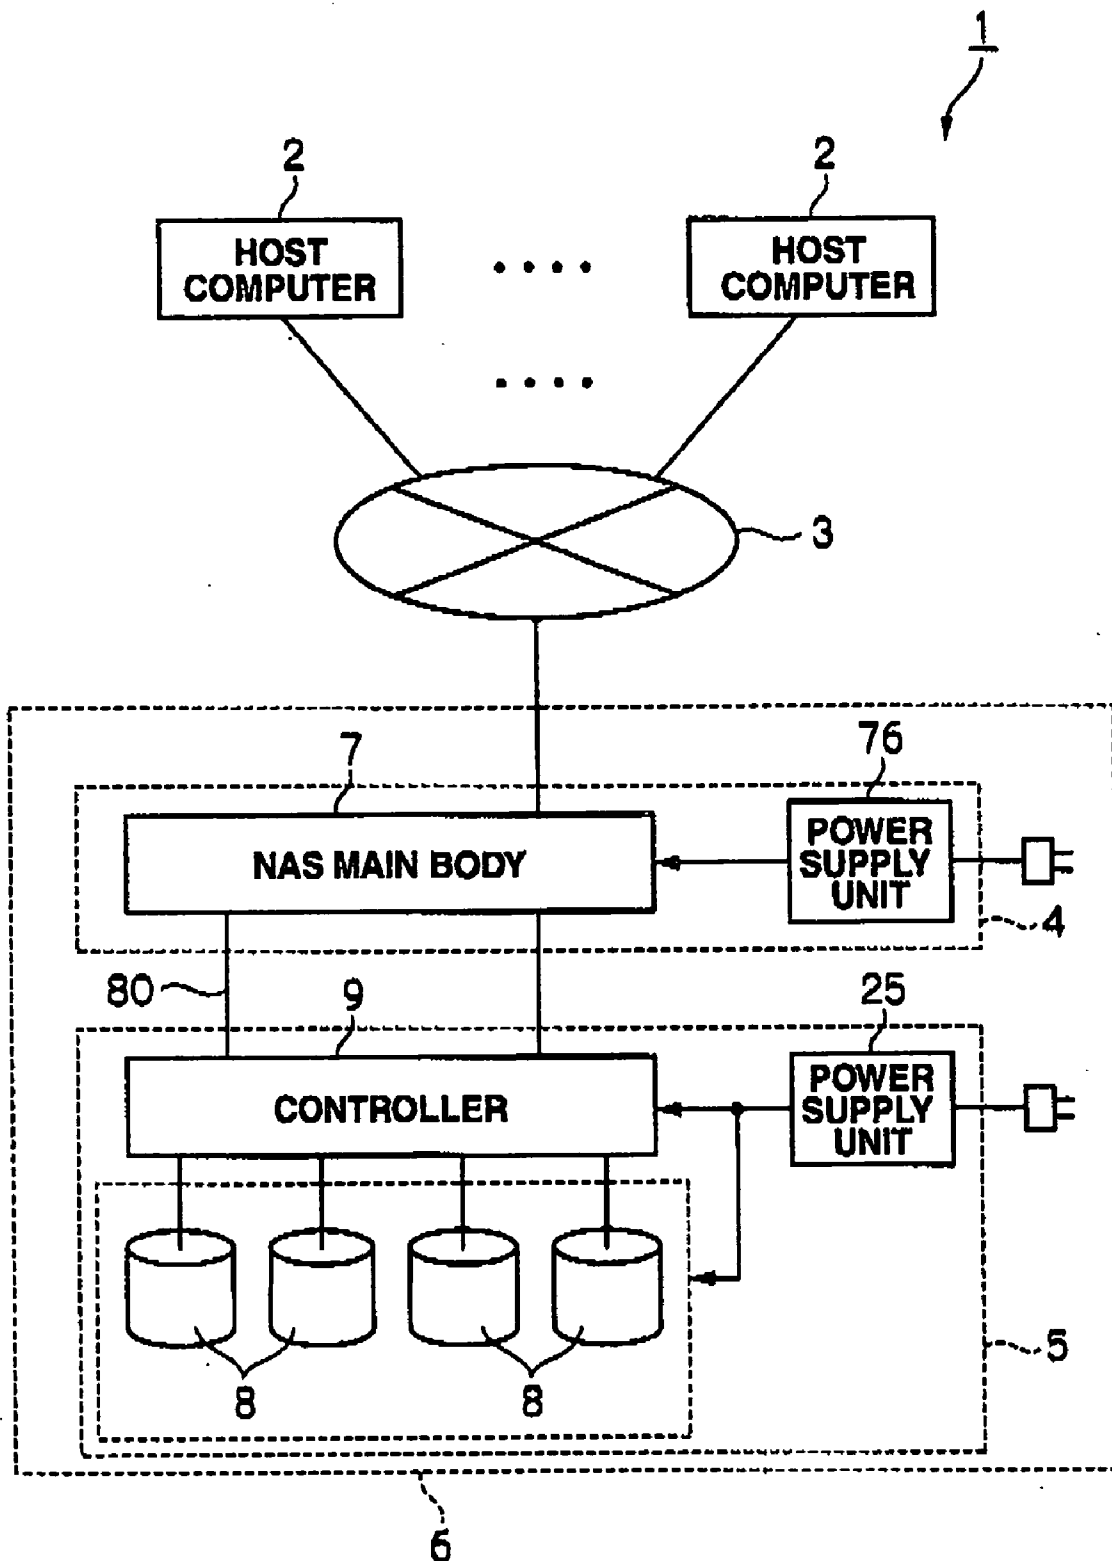 1
2
2
HOST
COMPUTER
HOST
COMPUTER
3
7
76
NAS MAIN BODY
POWER
SUPPLY
UNIT
4
80
9
25
CONTROLLER
POWER
SUPPLY
UNIT
5
8
8
6